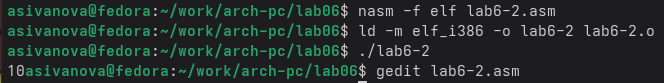 asivanova@fedora:~/work/arch-pc/lab06$ nasm -f elf lab6-2.asm
asivanova@fedora:~/work/arch-pc/lab06$ ld -m elf_i386 -o lab6-2 lab6-2.o
asivanova@fedora:~/work/arch-pc/lab06$ ./lab6-2
10asivanova@fedora:~/work/arch-pc/lab06$ gedit lab6-2.asm